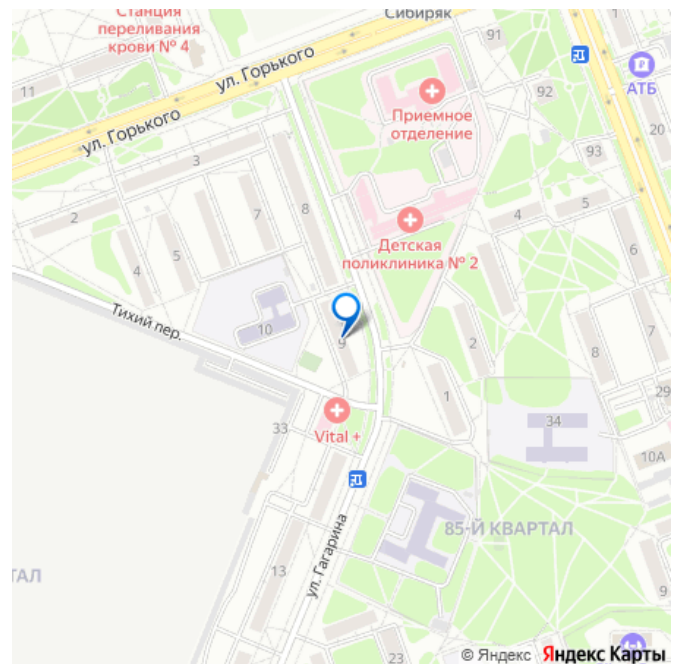 Станция
переливания
крови № 4
Сибиряк
91
ул. Горького
АТБ
11
Приемное
отделение
92
20
ул. Горького
93
3
2
7
8
5
4
6
4
5
Детская
поликлиника № 2
Тихий пер.
10
9
2
8
7
1
29
33
Vital +
34
10А
85-Й КВАРТАЛ
ул. Гагарина
13
ТАЛ
9
23
© Яндекс Яндекс Карты